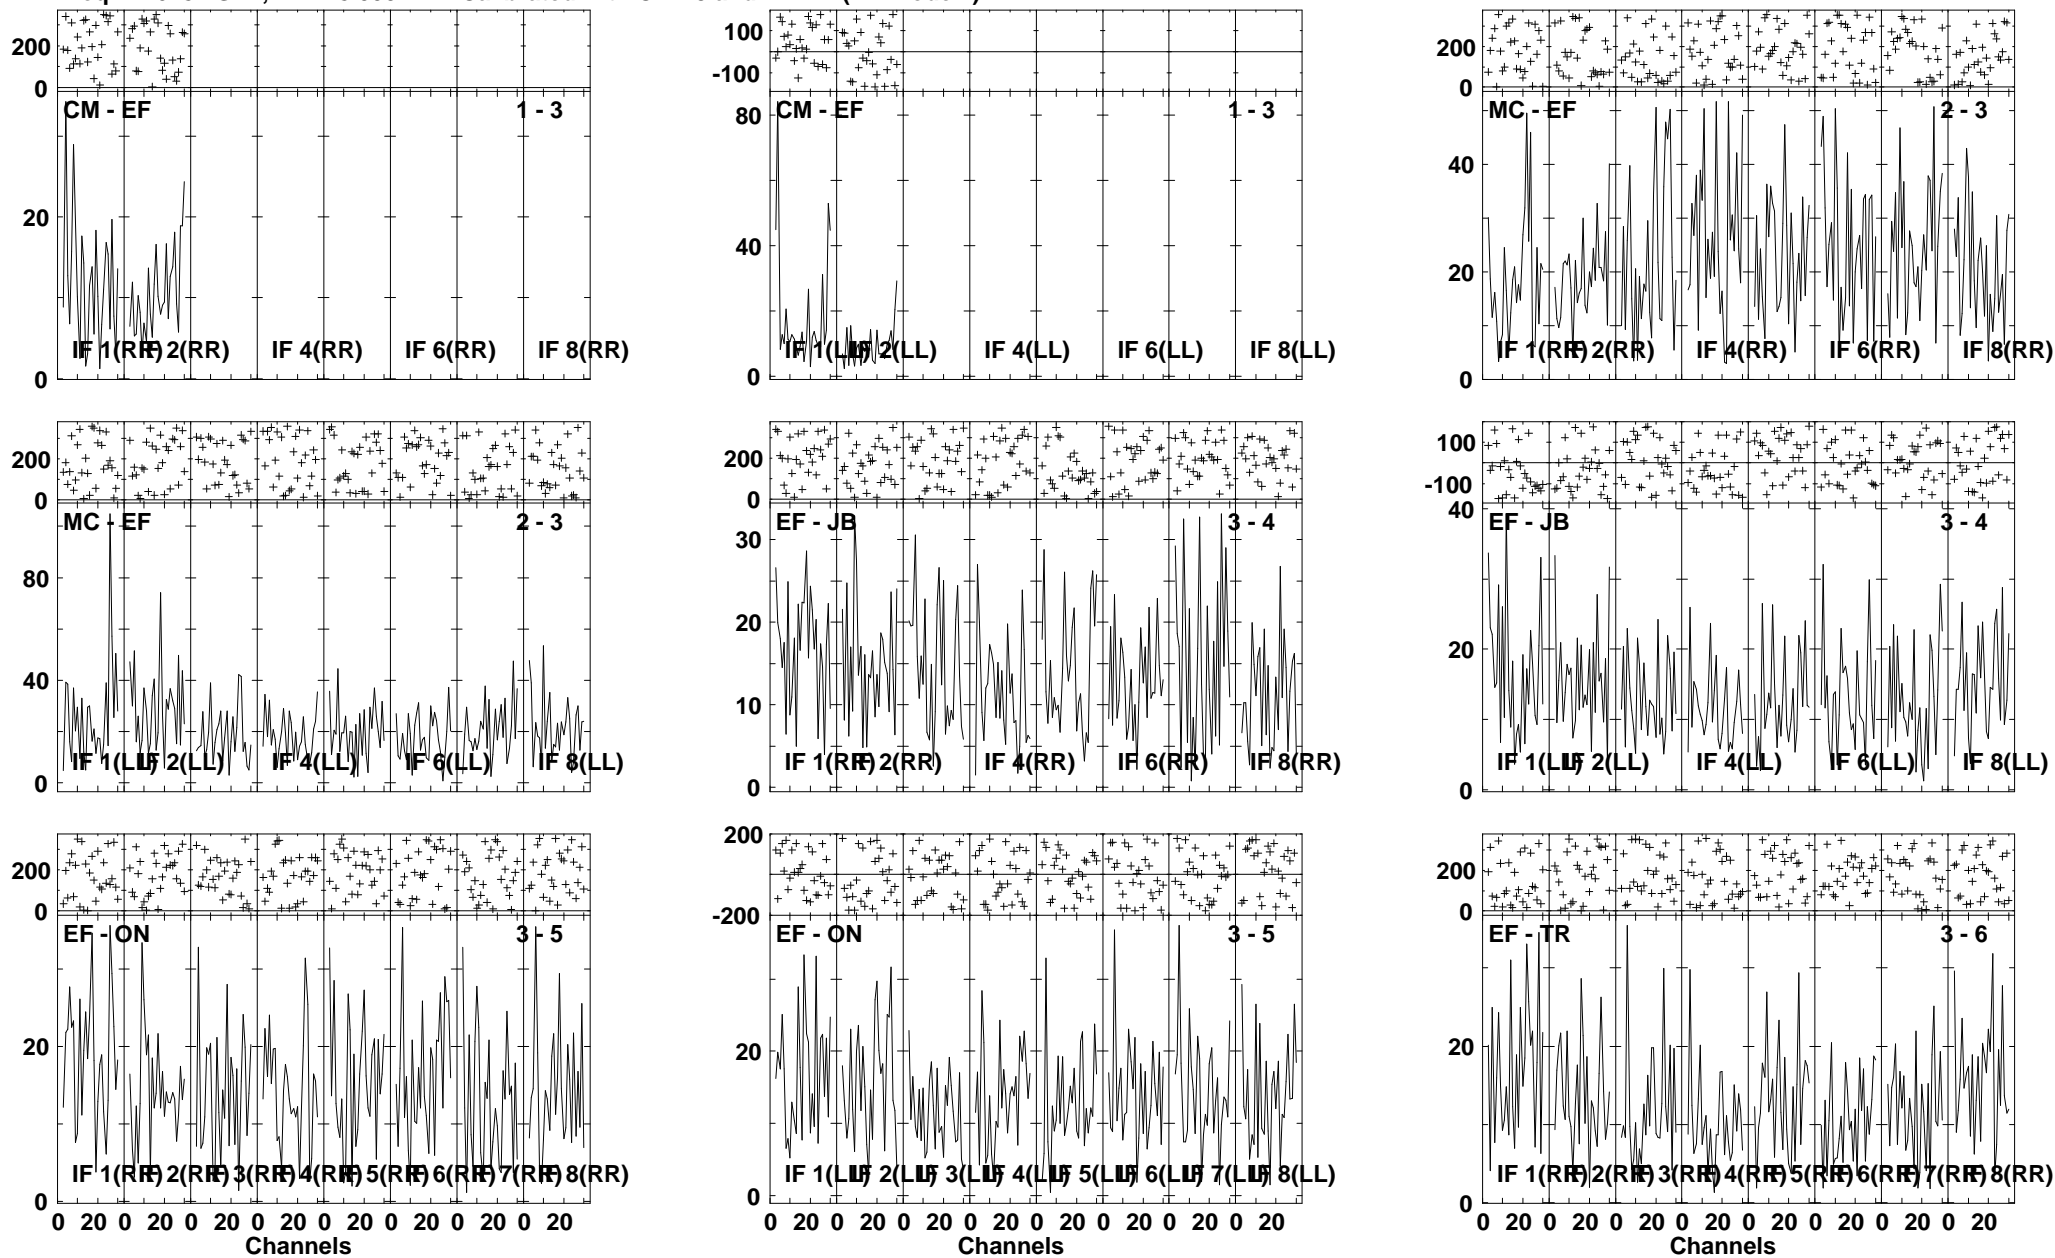 200
0
CM - EF 1 - 3
20
0
IF 1(RR) IF 2(RR) IF 4(RR) IF 6(RR) IF 8(RR)
100
-100
CM - EF 1 - 3
80
40
0
IF 1(LL) IF 2(LL) IF 4(LL) IF 6(LL) IF 8(LL)
200
0
MC - EF 2 - 3
40
20
0
IF 1(RR) IF 2(RR) IF 4(RR) IF 6(RR) IF 8(RR)
200
0
MC - EF 2 - 3
80
40
0
IF 1(LL) IF 2(LL) IF 4(LL) IF 6(LL) IF 8(LL)
200
0
EF - JB 3 - 4
30
20
10
0
IF 1(RR) IF 2(RR) IF 4(RR) IF 6(RR) IF 8(RR)
100
-100
40
EF - JB 3 - 4
20
0
IF 1(LL) IF 2(LL) IF 4(LL) IF 6(LL) IF 8(LL)
200
0
EF - ON 3 - 5
20
0
IF 1(RR) IF 2(RR) IF 3(RR) IF 4(RR) IF 5(RR) IF 6(RR) IF 7(RR) IF 8(RR)
0 20 0 20 0 20 0 20 0 20 0 20 0 20 0 20
Channels
200
0
-200
EF - ON 3 - 5
20
0
IF 1(LL) IF 2(LL) IF 3(LL) IF 4(LL) IF 5(LL) IF 6(LL) IF 7(LL) IF 8(LL)
0 20 0 20 0 20 0 20 0 20 0 20 0 20 0 20
Channels
200
0
EF - TR 3 - 6
20
0
IF 1(RR) IF 2(RR) IF 3(RR) IF 4(RR) IF 5(RR) IF 6(RR) IF 7(RR) IF 8(RR)
0 20 0 20 0 20 0 20 0 20 0 20 0 20 0 20
Channels